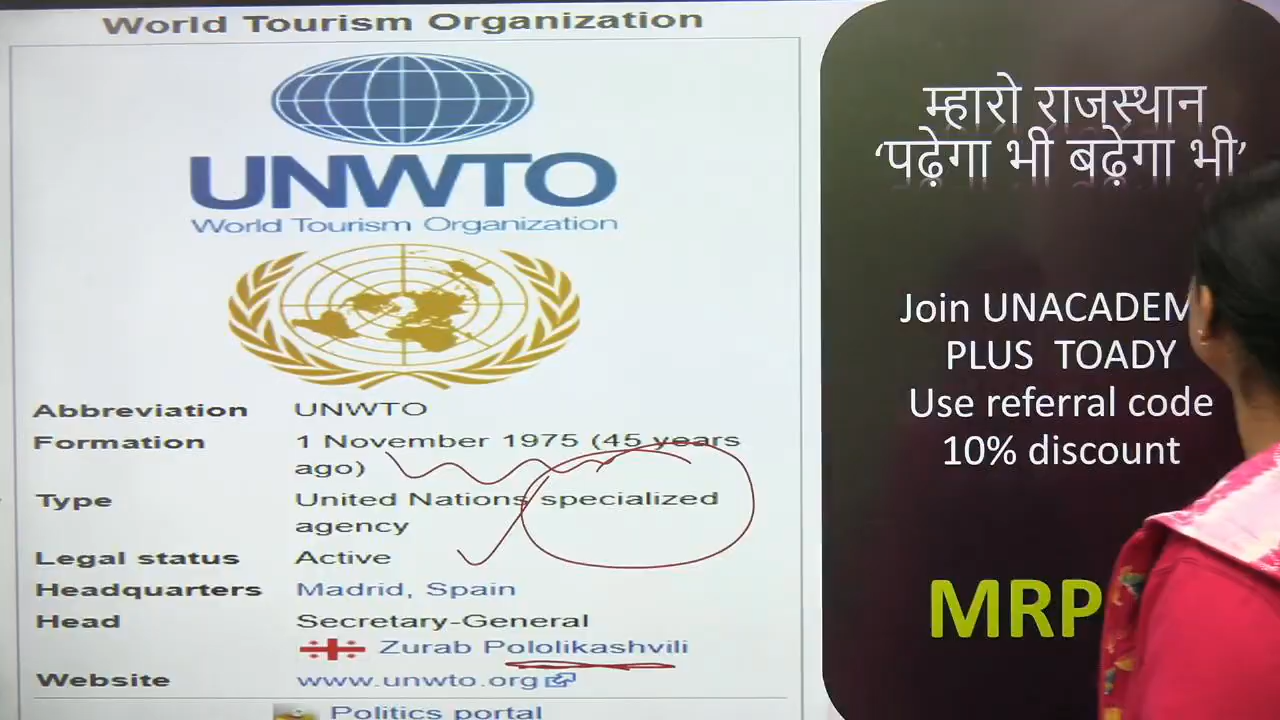 World Tourism Organization
UNWTO
World Tourism Organization
Abbreviation UNWTO
Formation 1 November 1975 (45 years
ago)
Type United Nations specialized
agency
Legal status Active
Headquarters Madrid, Spain
Head Secretary-General
Zurab Pololikashvili
Website www.unwto.org
Politics portal
म्हारो राजस्थान
‘पढ़ेगा भी बढ़ेगा भी’
Join UNACADEM
PLUS TOADY
Use referral code
10% discount
MRP